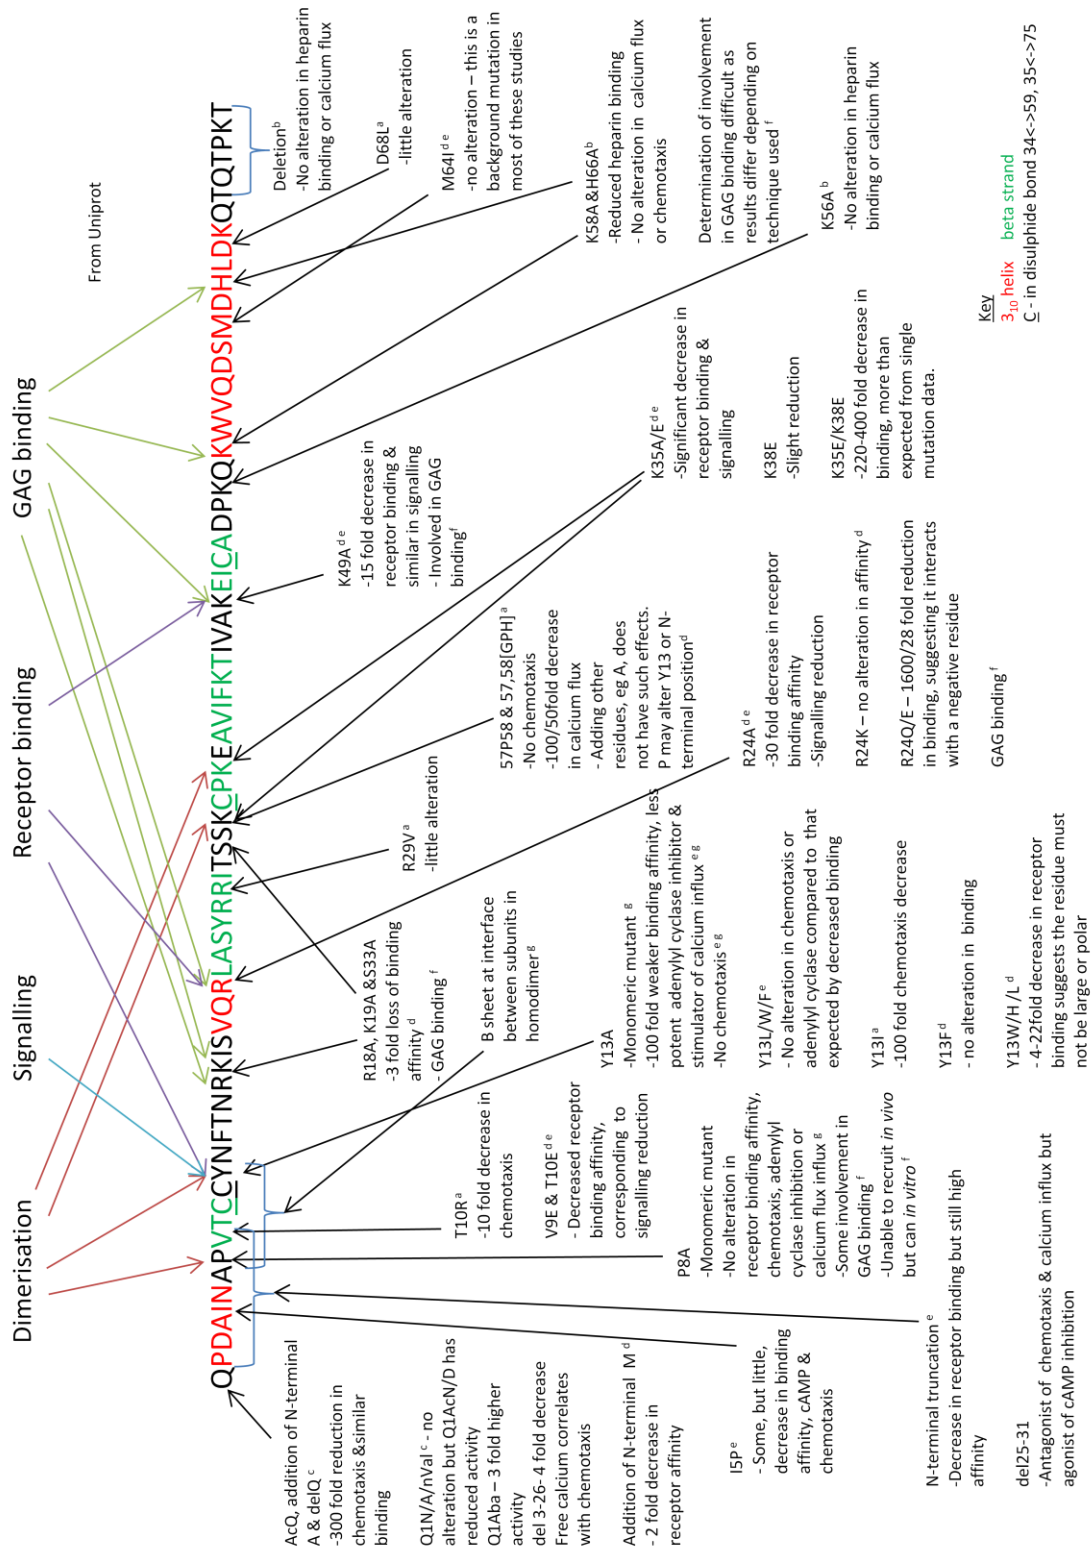 Dimerisation
Signalling
Receptor binding
GAG binding
From Uniprot
QPDAINAPVTCCYNFTNRKISVQRLASYRRITSSKCPKEAVIFKTIVAKEICADPKQKWVQDSMDHLDKQTQTPKT
AcQ, addition of N-terminal
A & delQ c
-300 fold reduction in
chemotaxis &similar
binding
Q1N/A/nVal c - no
alteration but Q1AcN/D has
reduced activity
Q1Aba – 3 fold higher
activity
del 3-26- 4 fold decrease
Free calcium correlates
with chemotaxis
Addition of N-terminal M d
- 2 fold decrease in
receptor affinity
I5P e
- Some, but little,
decrease in binding
affinity, cAMP &
chemotaxis
N-terminal truncation e
-Decrease in receptor binding but still high
affinity
del25-31
-Antagonist of chemotaxis & calcium influx but
agonist of cAMP inhibition
P8A
-Monomeric mutant
-No alteration in
receptor binding affinity,
chemotaxis, adenylyl
cyclase inhibition or
calcium flux influx g
-Some involvement in
GAG binding f
-Unable to recruit in vivo
but can in vitro f
T10R a
-10 fold decrease in
chemotaxis
V9E & T10E d e
- Decreased receptor
binding affinity,
corresponding to
signalling reduction
B sheet at interface
between subunits in
homodimer g
Y13A
-Monomeric mutant g
-100 fold weaker binding affinity, less
potent adenylyl cyclase inhibitor &
stimulator of calcium influx e g
-No chemotaxis e g
Y13L/W/F e
- No alteration in chemotaxis or
adenylyl cyclase compared to that
expected by decreased binding
Y13I a
-100 fold chemotaxis decrease
Y13F d
- no alteration in binding
Y13W/H /L d
- 4-22fold decrease in receptor
binding suggests the residue must
not be large or polar
R18A, K19A &S33A
-3 fold loss of binding
affinity d
- GAG binding f
R29V a
-little alteration
R24A d e
-30 fold decrease in receptor
binding affinity
-Signalling reduction
R24K – no alteration in affinity d
R24Q/E – 1600/28 fold reduction
in binding, suggesting it interacts
with a negative residue
GAG binding f
57P58 & 57,58[GPH] a
-No chemotaxis
-100/50fold decrease
in calcium flux
- Adding other
residues, eg A, does
not have such effects.
P may alter Y13 or N-
terminal position d
K49A d e
-15 fold decrease in
receptor binding &
similar in signalling
- Involved in GAG
binding f
K35A/E d e
-Significant decrease in
receptor binding &
signalling
K38E
-Slight reduction
K35E/K38E
-220-400 fold decrease in
binding, more than
expected from single
mutation data.
Deletion b
-No alteration in heparin
binding or calcium flux
D68L a
-little alteration
M64I d e
-no alteration – this is a
background mutation in
most of these studies
K58A &H66A b
-Reduced heparin binding
- No alteration in calcium flux
or chemotaxis
Determination of involvement
in GAG binding difficult as
results differ depending on
technique used f
K56A b
-No alteration in heparin
binding or calcium flux
Key
310 helix beta strand
C - in disulphide bond 34<->59, 35<->75